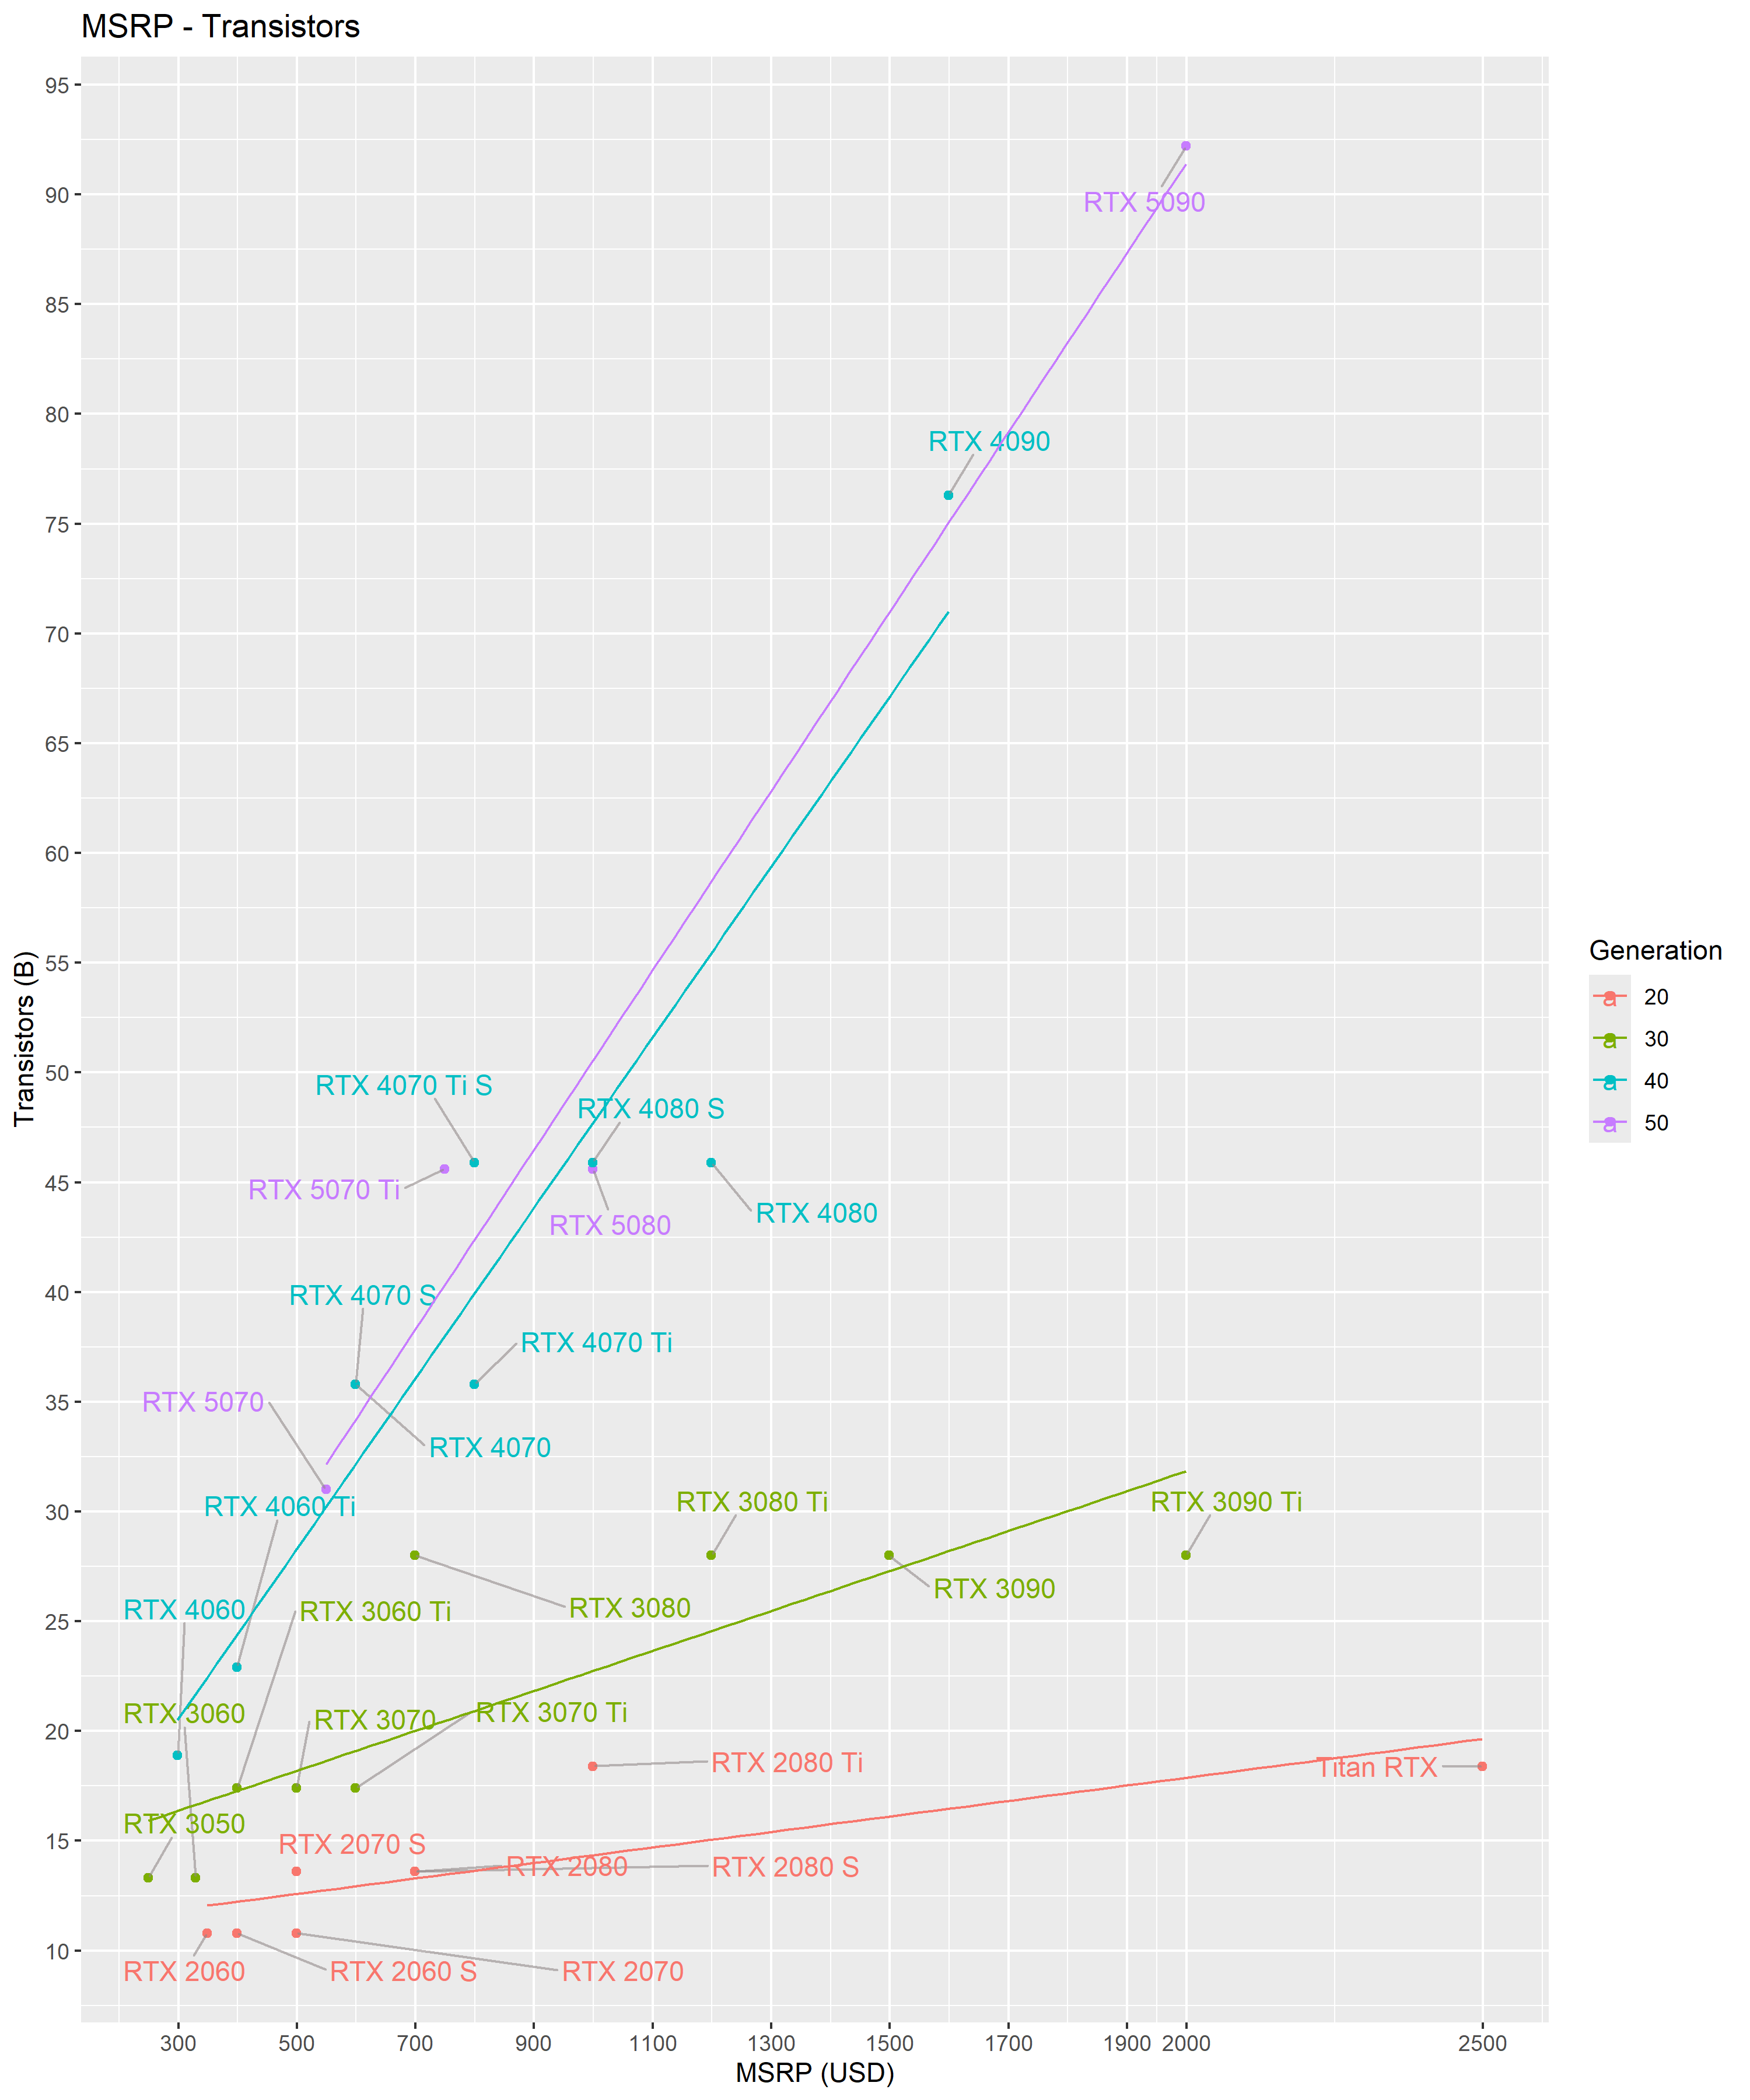 MSRP - Transistors
95
90
85
80
75
70
65
60
55
50
45
40
35
30
25
20
15
10
Transistors (B)
RTX 5090
RTX 4090
RTX 4070 Ti S
RTX 4080 S
RTX 5070 Ti
RTX 4080
RTX 5080
RTX 4070 S
RTX 4070 Ti
RTX 5070
RTX 4070
RTX 4060 Ti
RTX 3080 Ti
RTX 3090 Ti
RTX 3090
RTX 4060
RTX 3060 Ti
RTX 3080
RTX 3060
RTX 3070
RTX 3070 Ti
RTX 2080 Ti
Titan RTX
RTX 3050
RTX 2070 S
RTX 2080
RTX 2080 S
RTX 2060
RTX 2060 S
RTX 2070
300 500 700 900 1100 1300 1500 1700 1900 2000 2500
MSRP (USD)
Generation
a 20
a 30
a 40
a 50